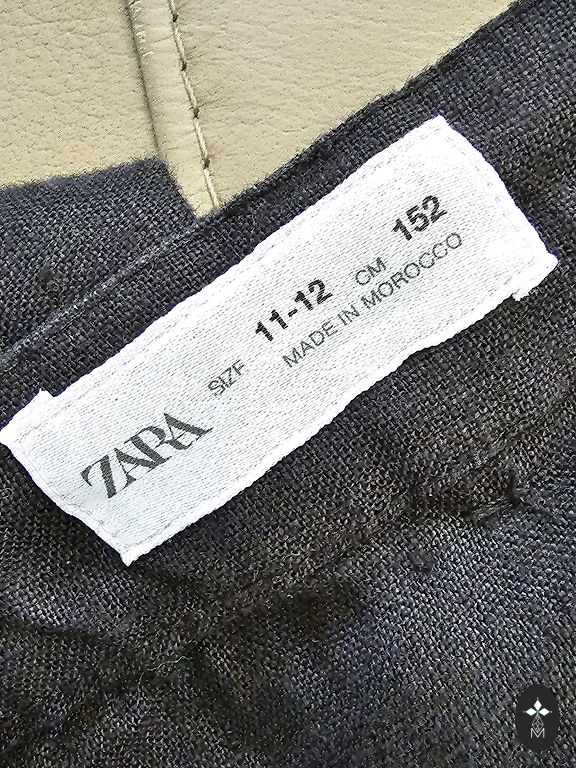 ZARA
SIZE 11-12 CM 152
MADE IN MOROCCO
M